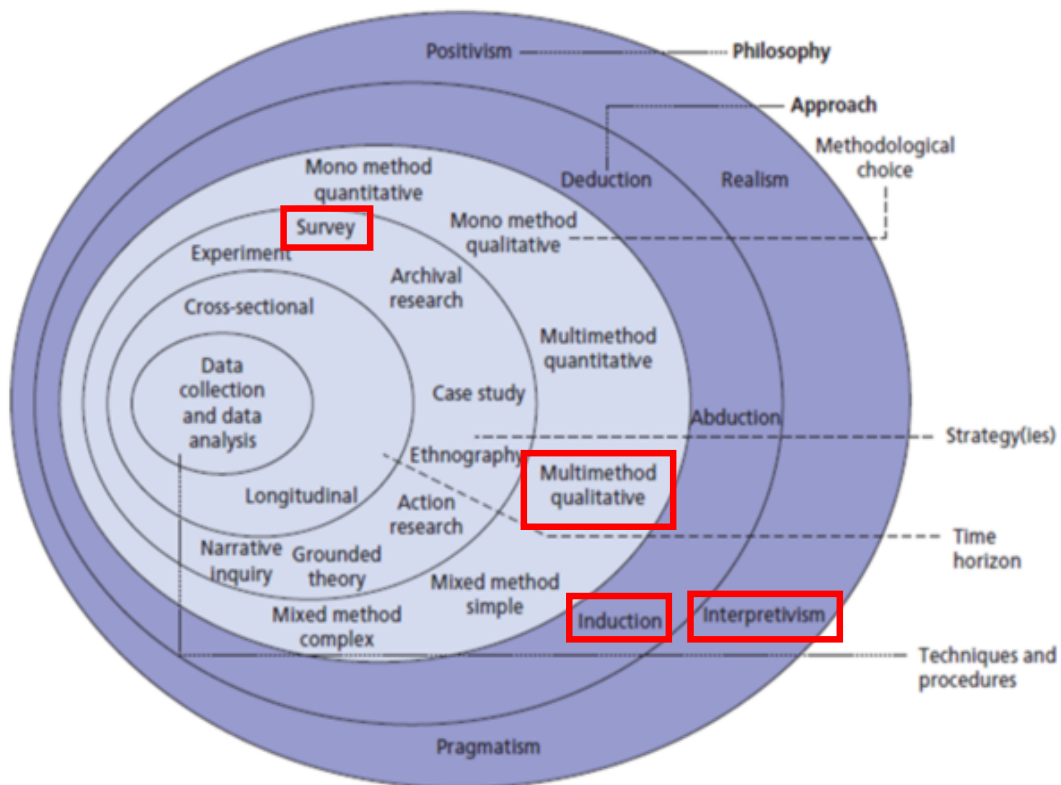 Positivism
Philosophy
Approach
Methodological
choice
Mono method
quantitative
Deduction
Realism
Survey
Mono method
qualitative
Experiment
Archival
research
Cross-sectional
Multimethod
quantitative
Data
collection
and data
analysis
Case study
Abduction
Strategy(ies)
Ethnography
Multimethod
qualitative
Longitudinal
Action
research
Time
horizon
Narrative
inquiry
Grounded
theory
Mixed method
simple
Mixed method
complex
Induction
Interpretivism
Techniques and
procedures
Pragmatism